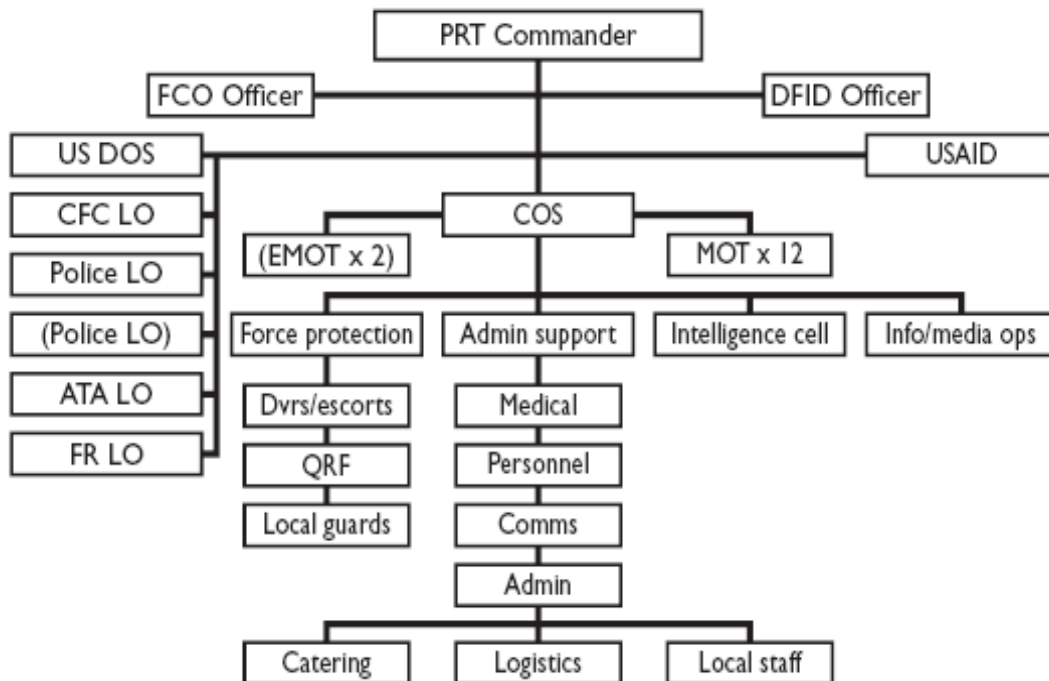 PRT Commander
FCO Officer
DFID Officer
US DOS
USAID
CFC LO
COS
(EMOT x 2)
MOT x 12
Police LO
(Police LO)
Force protection
Admin support
Intelligence cell
Info/media ops
ATA LO
Dvrs/escorts
Medical
FR LO
QRF
Personnel
Local guards
Comms
Admin
Catering
Logistics
Local staff